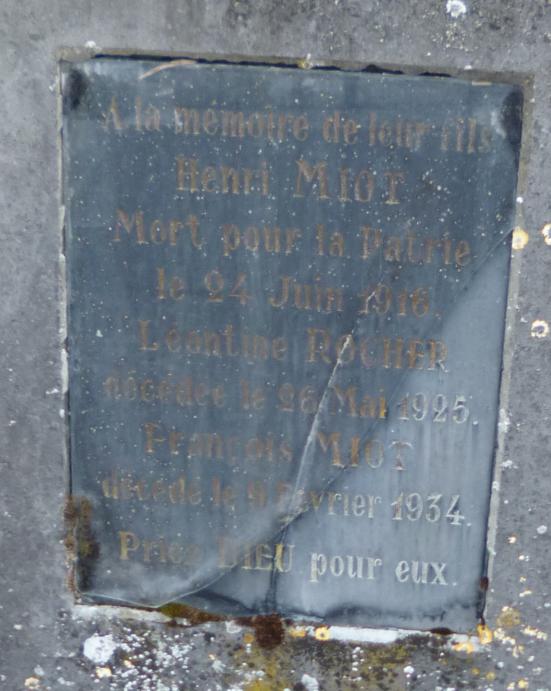 A la mémoire de leur fils
Henri MIOT
Mort pour la Patrie
le 24 Juin 1916.
Léontine ROCHER
décédée le 26 Mai 1925.
François MIOT
décédé le 9 Février 1934.
Priez DIEU pour eux.